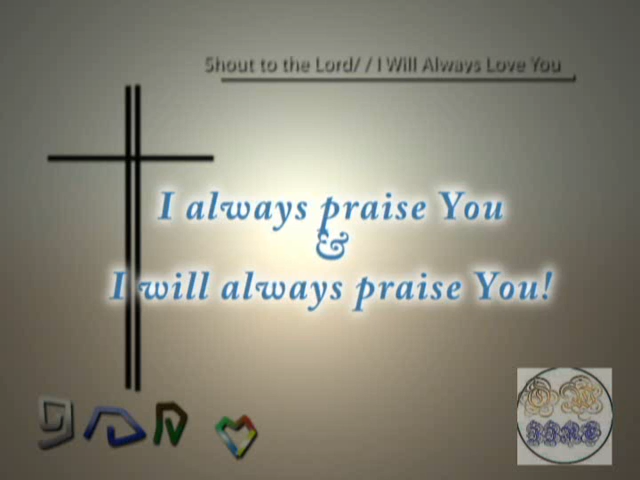 Shout to the Lord/ / I Will Always Love You
I always praise You
&
I will always praise You!